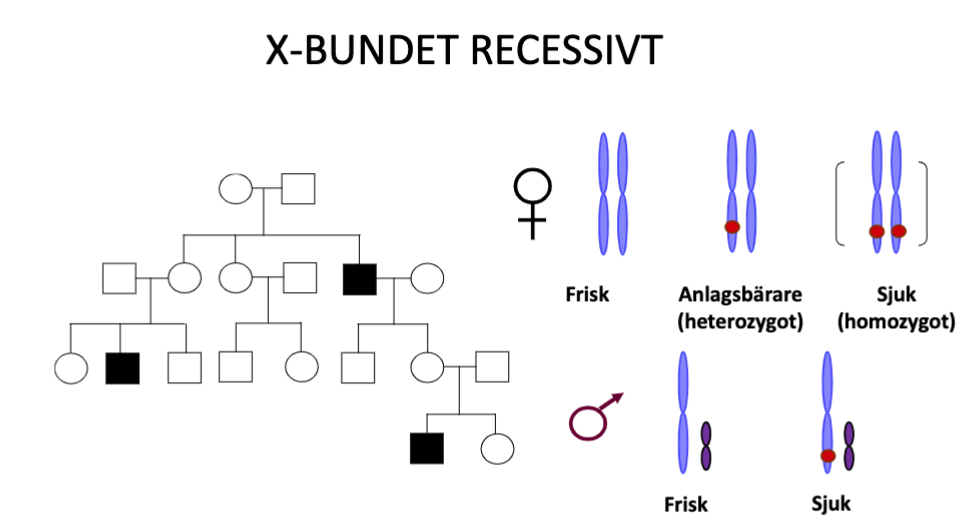 X-BUNDET RECESSIVT
Frisk
Anlagsbärare
(heterozygot)
Sjuk
(homozygot)
Frisk
Sjuk